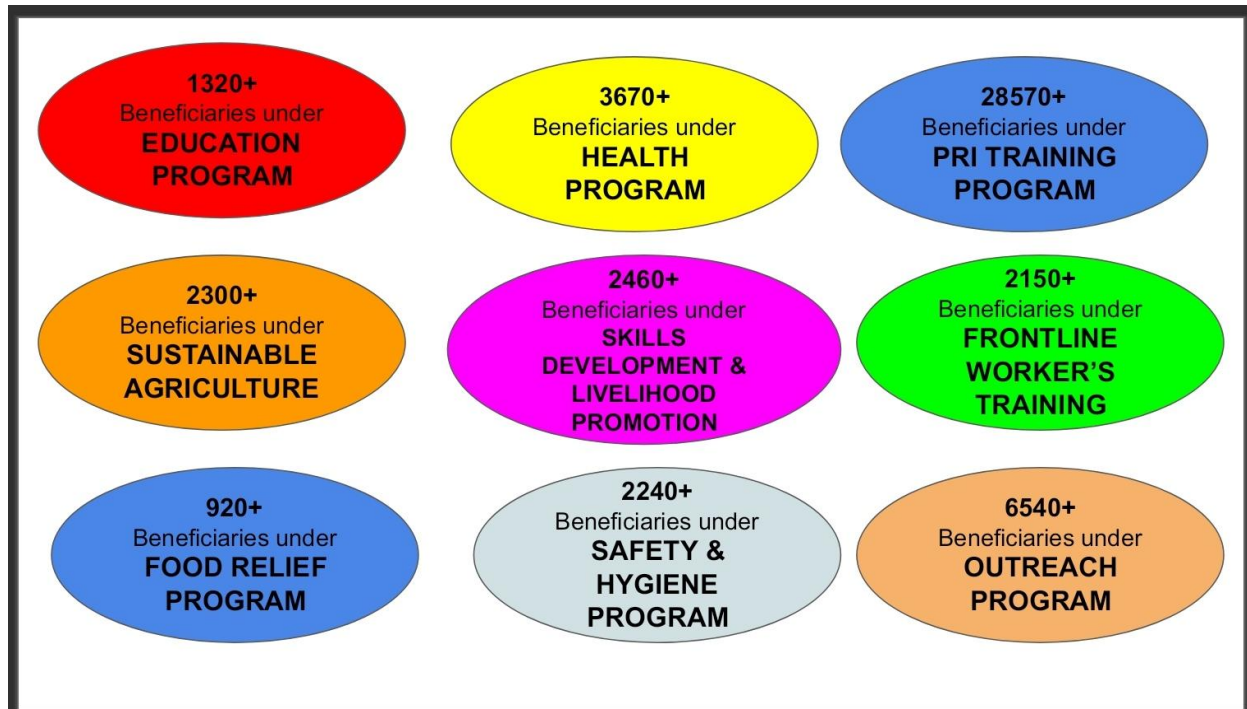 1320+
Beneficiaries under
EDUCATION
PROGRAM
3670+
Beneficiaries under
HEALTH
PROGRAM
28570+
Beneficiaries under
PRI TRAINING
PROGRAM
2300+
Beneficiaries under
SUSTAINABLE
AGRICULTURE
2460+
Beneficiaries under
SKILLS
DEVELOPMENT &
LIVELIHOOD
PROMOTION
2150+
Beneficiaries under
FRONTLINE
WORKER’S
TRAINING
920+
Beneficiaries under
FOOD RELIEF
PROGRAM
2240+
Beneficiaries under
SAFETY &
HYGIENE
PROGRAM
6540+
Beneficiaries under
OUTREACH
PROGRAM